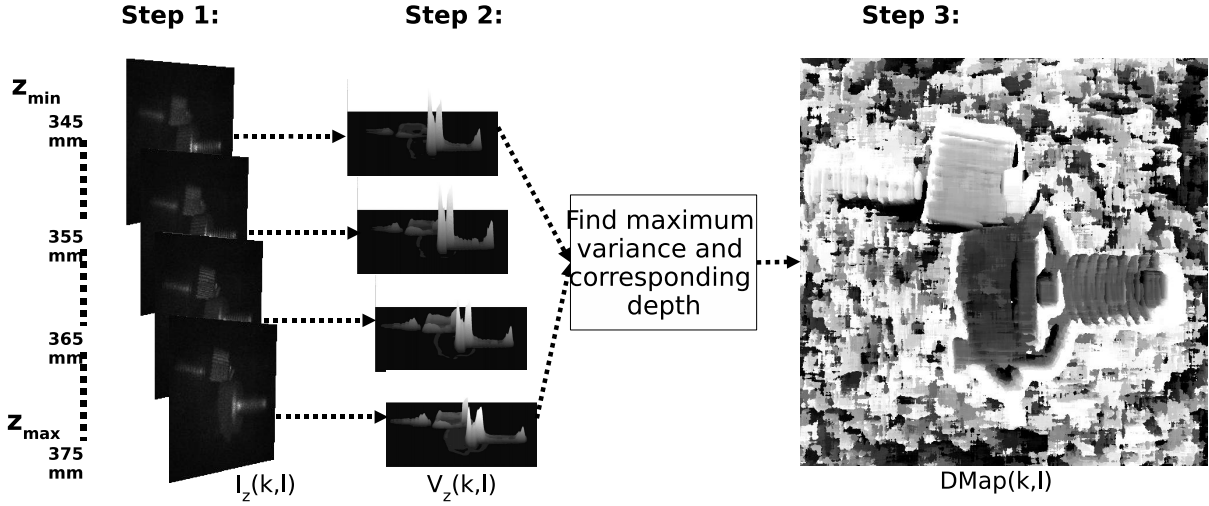 Step 1:
Step 2:
Step 3:
z_min
345
mm
355
mm
365
mm
z_max
375
mm
Find maximum
variance and
corresponding
depth
I_z(k,l)
V_z(k,l)
DMap(k,l)